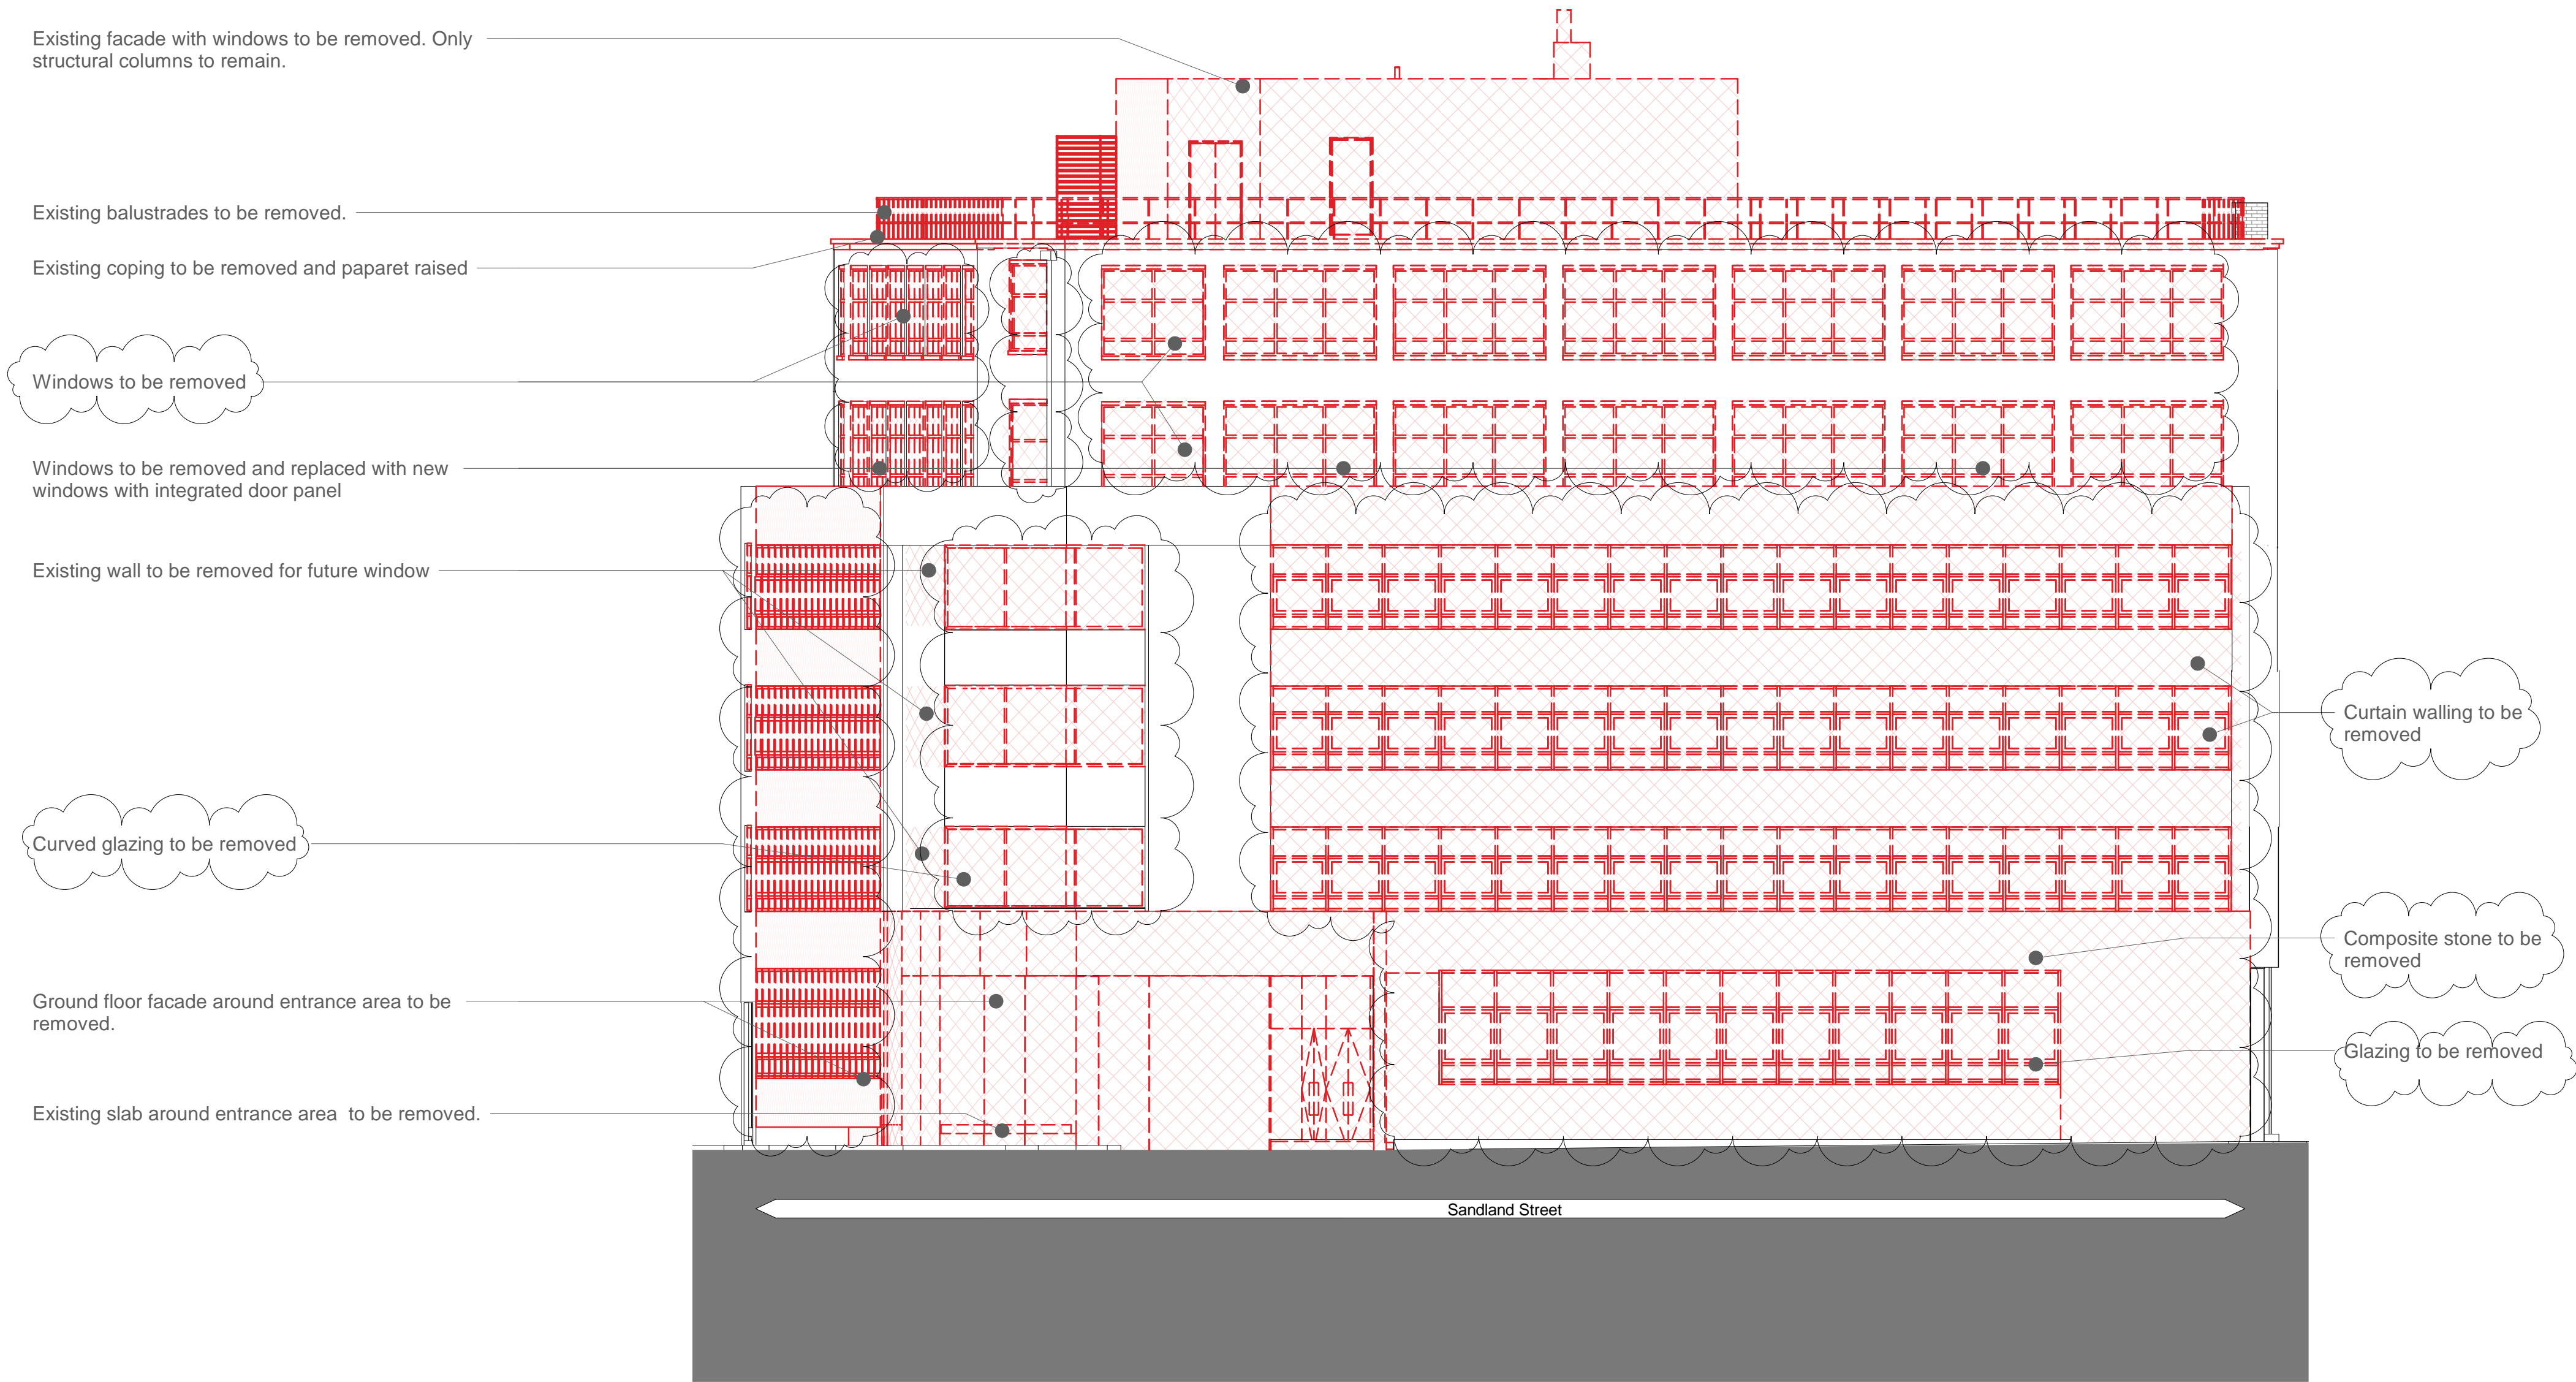 Existing facade with windows to be removed. Only
structural columns to remain.
Existing balustrades to be removed.
Existing coping to be removed and paparet raised
Windows to be removed
Windows to be removed and replaced with new
windows with integrated door panel
Existing wall to be removed for future window
Curved glazing to be removed
Ground floor facade around entrance area to be
removed.
Existing slab around entrance area  to be removed.
Curtain walling to be
removed
Composite stone to be
removed
Glazing to be removed
Sandland Street